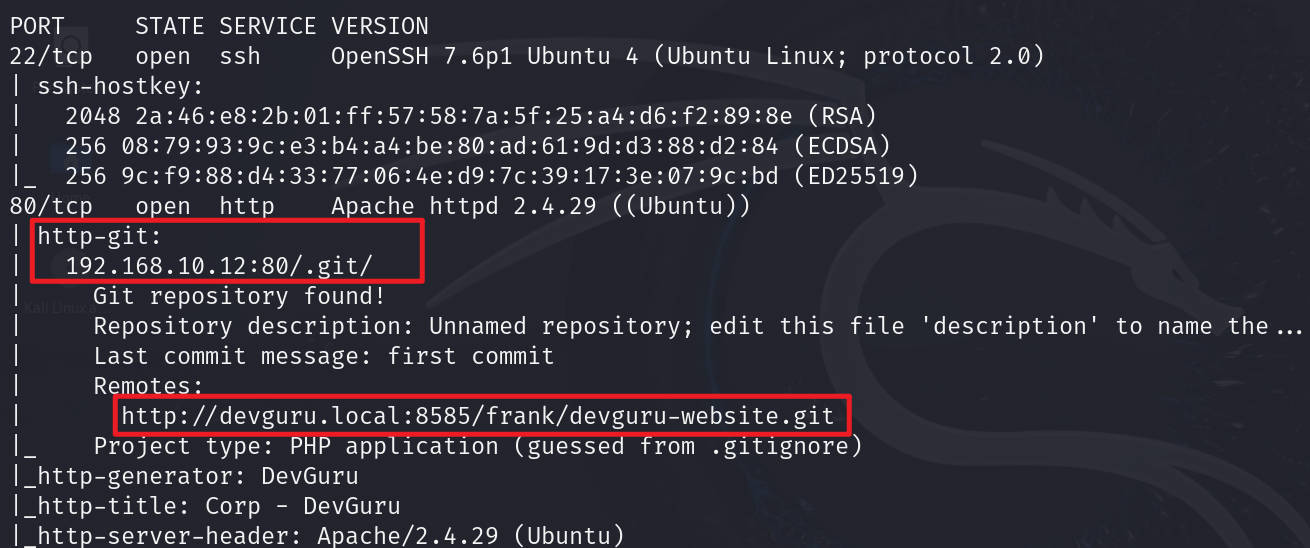 PORT     STATE SERVICE VERSION
22/tcp   open  ssh     OpenSSH 7.6p1 Ubuntu 4 (Ubuntu Linux; protocol 2.0)
| ssh-hostkey:
|   2048 2a:46:e8:2b:01:ff:57:58:7a:5f:25:a4:d6:f2:89:8e (RSA)
|   256 08:79:93:9c:e3:b4:a4:be:80:ad:61:9d:d3:88:d2:84 (ECDSA)
|_  256 9c:f9:88:d4:33:77:06:4e:d9:7c:39:17:3e:07:9c:bd (ED25519)
80/tcp   open  http    Apache httpd 2.4.29 ((Ubuntu))
| http-git:
|   192.168.10.12:80/.git/
|     Git repository found!
|     Repository description: Unnamed repository; edit this file 'description' to name the...
|     Last commit message: first commit
|     Remotes:
|       http://devguru.local:8585/frank/devguru-website.git
|_    Project type: PHP application (guessed from .gitignore)
|_http-generator: DevGuru
|_http-title: Corp - DevGuru
|_http-server-header: Apache/2.4.29 (Ubuntu)